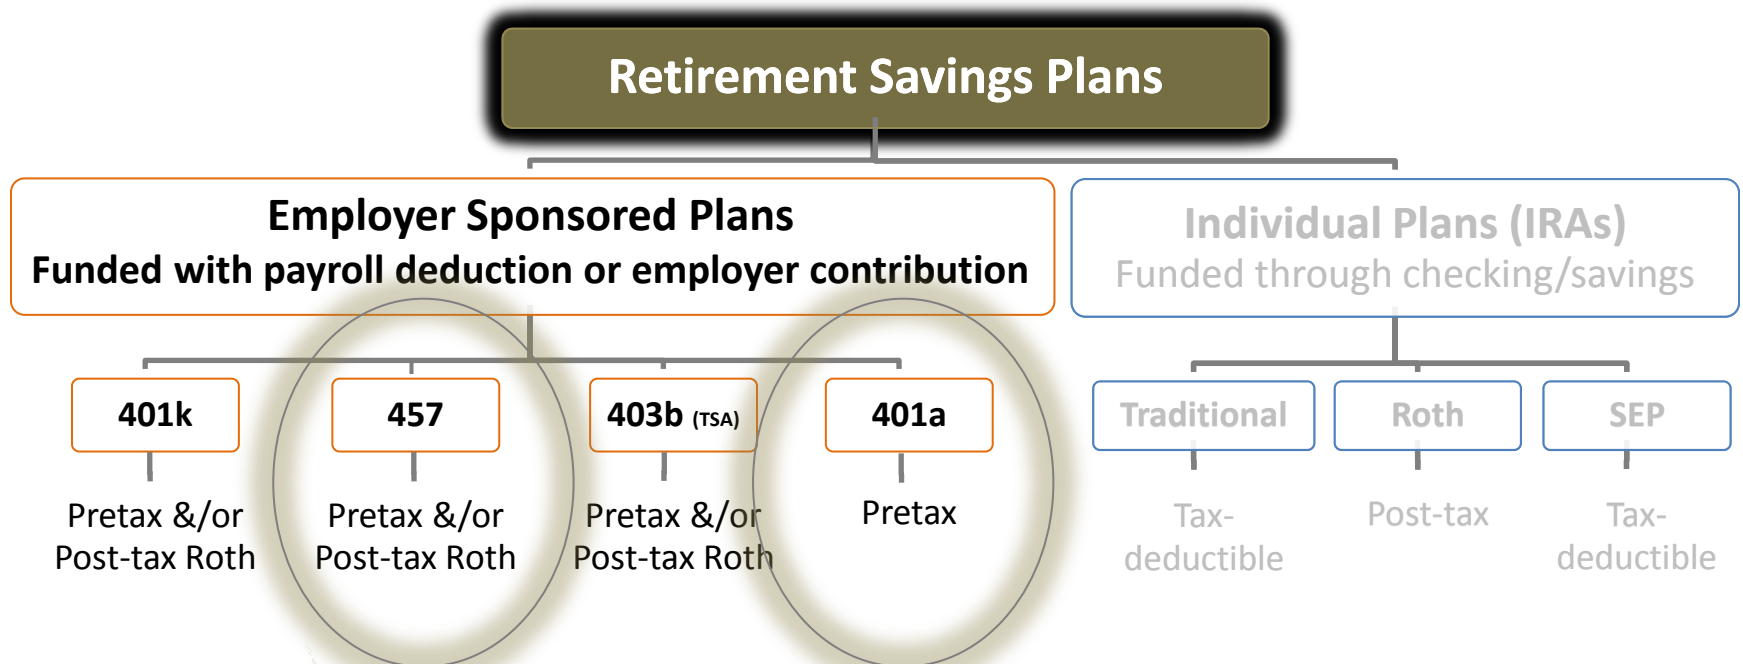 Retirement Savings Plans
Employer Sponsored Plans
Funded with payroll deduction or employer contribution
Individual Plans (IRAs)
Funded through checking/savings
401k
457
403b (TSA)
401a
Traditional
Roth
SEP
Pretax &/or
Post-tax Roth
Pretax &/or
Post-tax Roth
Pretax &/or
Post-tax Roth
Pretax
Tax-
deductible
Post-tax
Tax-
deductible